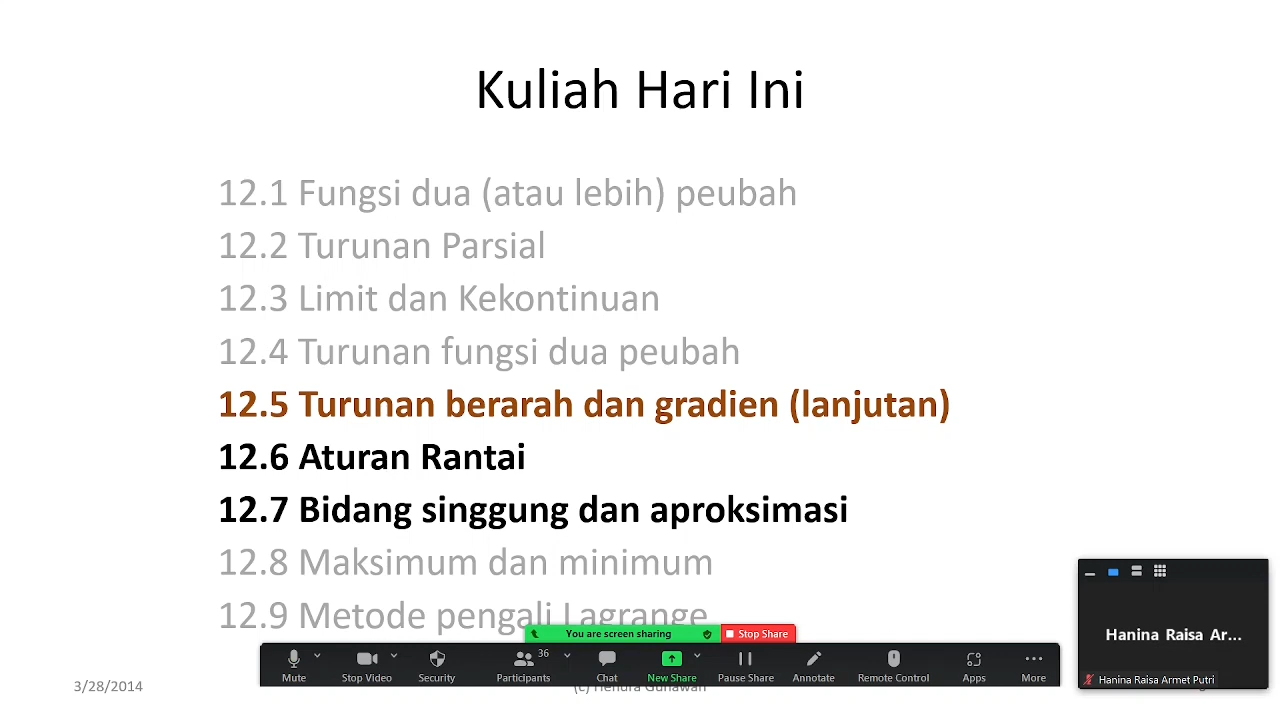 Kuliah Hari Ini
12.1 Fungsi dua (atau lebih) peubah
12.2 Turunan Parsial
12.3 Limit dan Kekontinuan
12.4 Turunan fungsi dua peubah
12.5 Turunan berarah dan gradien (lanjutan)
12.6 Aturan Rantai
12.7 Bidang singgung dan aproksimasi
12.8 Maksimum dan minimum
12.9 Metode pengali Lagrange
You are screen sharing Stop Share
36
Mute Stop Video Security Participants Chat New Share Pause Share Annotate Remote Control Apps More
Hanina Raisa Ar...
Hanina Raisa Armet Putri
3/28/2014
(c) Hendra Gunawan